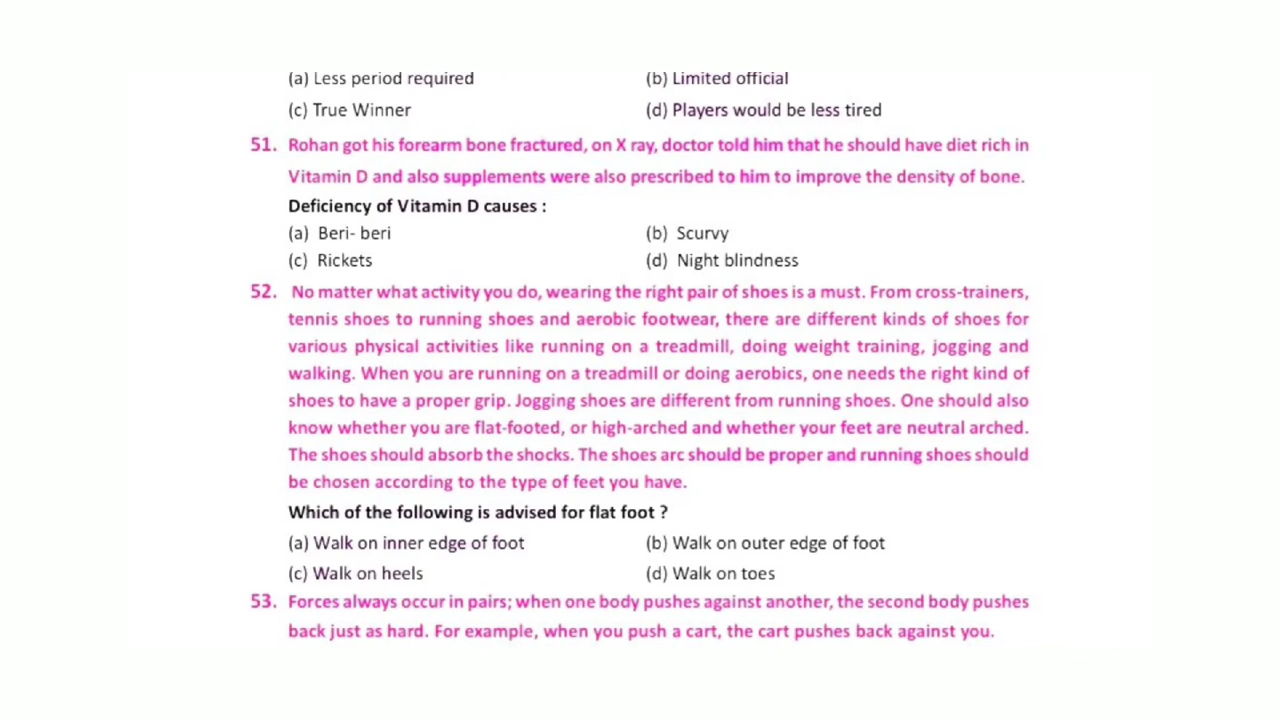 (a) Less period required (b) Limited official
(c) True Winner (d) Players would be less tired
51. Rohan got his forearm bone fractured, on X ray, doctor told him that he should have diet rich in
Vitamin D and also supplements were also prescribed to him to improve the density of bone.
Deficiency of Vitamin D causes :
(a) Beri- beri (b) Scurvy
(c) Rickets (d) Night blindness
52. No matter what activity you do, wearing the right pair of shoes is a must. From cross-trainers,
tennis shoes to running shoes and aerobic footwear, there are different kinds of shoes for
various physical activities like running on a treadmill, doing weight training, jogging and
walking. When you are running on a treadmill or doing aerobics, one needs the right kind of
shoes to have a proper grip. Jogging shoes are different from running shoes. One should also
know whether you are flat-footed, or high-arched and whether your feet are neutral arched.
The shoes should absorb the shocks. The shoes arc should be proper and running shoes should
be chosen according to the type of feet you have.
Which of the following is advised for flat foot ?
(a) Walk on inner edge of foot (b) Walk on outer edge of foot
(c) Walk on heels (d) Walk on toes
53. Forces always occur in pairs; when one body pushes against another, the second body pushes
back just as hard. For example, when you push a cart, the cart pushes back against you.